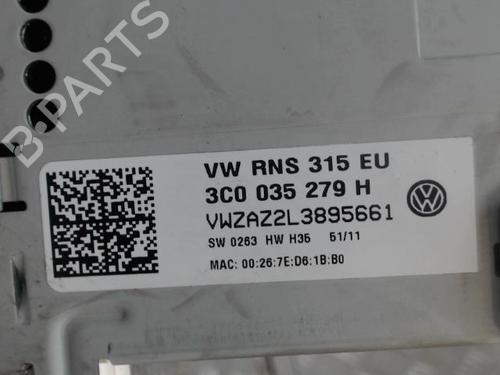 B-PARTS
VW RNS 315 EU
3C0 035 279 H
VWZAZ2L3895661
SW 0263 HW H36 51/11
MAC: 00:26:7E:D6:1B:B0